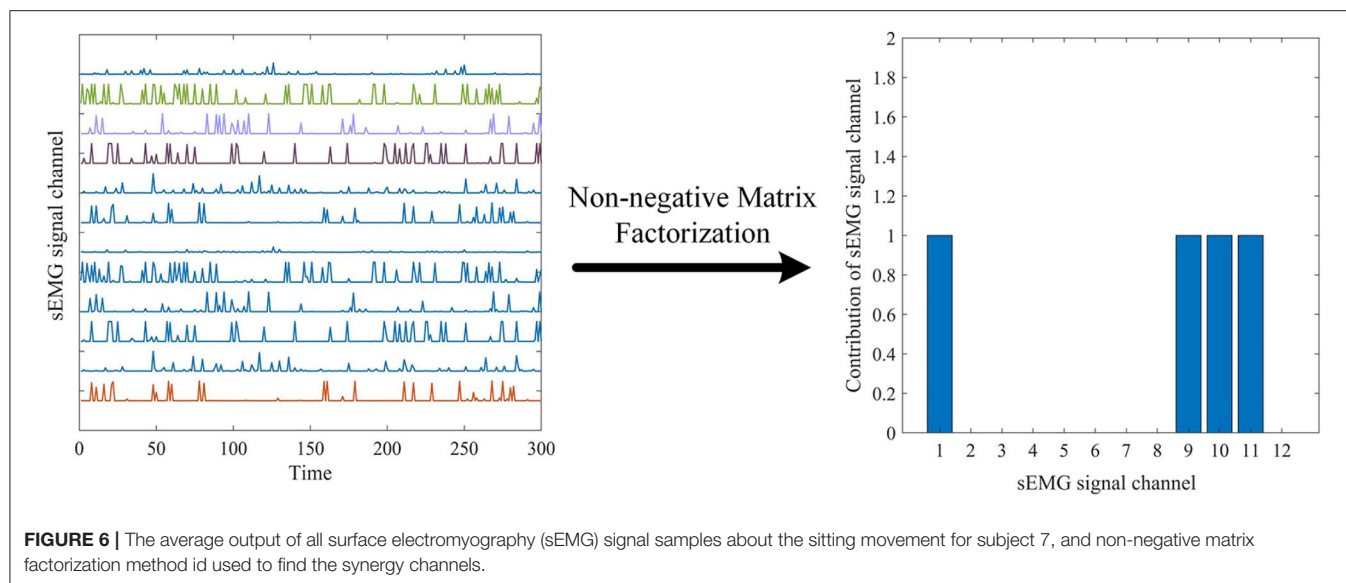 sEMG signal channel
0 50 100 150 200 250 300
Time
Non-negative Matrix
Factorization
Contribution of sEMG signal channel
2
1.8
1.6
1.4
1.2
1
0.8
0.6
0.4
0.2
0
1 2 3 4 5 6 7 8 9 10 11 12
sEMG signal channel
FIGURE 6 | The average output of all surface electromyography (sEMG) signal samples about the sitting movement for subject 7, and non-negative matrix
factorization method id used to find the synergy channels.